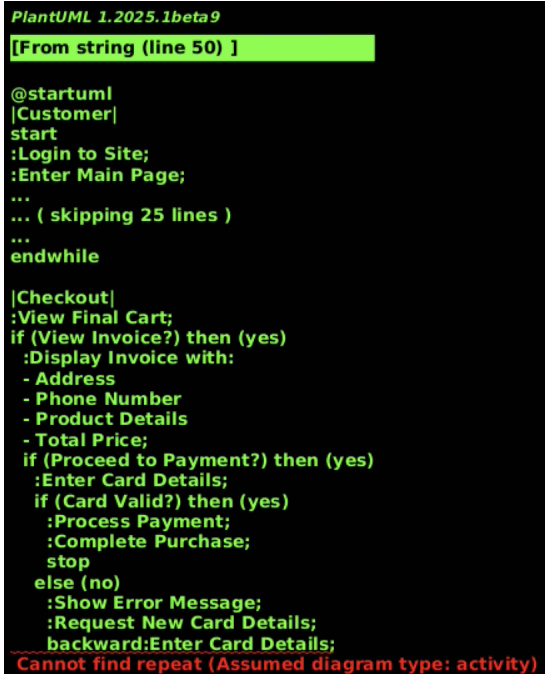 PlantUML 1.2025.1beta9
[From string (line 50) ]
@startuml
|Customer|
start
:Login to Site;
:Enter Main Page;
...
... ( skipping 25 lines )
...
endwhile
|Checkout|
:View Final Cart;
if (View Invoice?) then (yes)
:Display Invoice with:
- Address
- Phone Number
- Product Details
- Total Price;
if (Proceed to Payment?) then (yes)
:Enter Card Details;
if (Card Valid?) then (yes)
:Process Payment;
:Complete Purchase;
stop
else (no)
:Show Error Message;
:Request New Card Details;
backward:Enter Card Details;
Cannot find repeat (Assumed diagram type: activity)